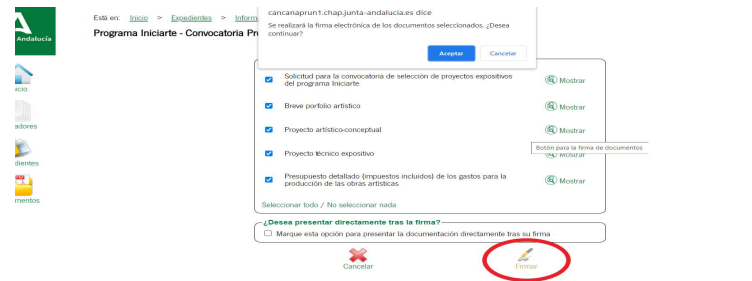 cancanaprun1.chap.junta-andalucia.es dice
Se realizará la firma electrónica de los documentos seleccionados. ¿Desea
continuar?
Aceptar Cancelar
Está en: Inicio > Expedientes > Inform
Programa Iniciarte - Convocatoria Pr
Andalucía
icio
adores
dientes
mentos
Solicitud para la convocatoria de selección de proyectos expositivos
del programa Iniciarte
Mostrar
Breve porfolio artístico
Mostrar
Proyecto artístico-conceptual
Mostrar
Botón para la firma de documentos
Proyecto técnico expositivo
Mostrar
Presupuesto detallado (impuestos incluidos) de los gastos para la
producción de las obras artísticas
Mostrar
Seleccionar todo / No seleccionar nada
¿Desea presentar directamente tras la firma?
Marque esta opción para presentar la documentación directamente tras su firma
Cancelar
Firmar